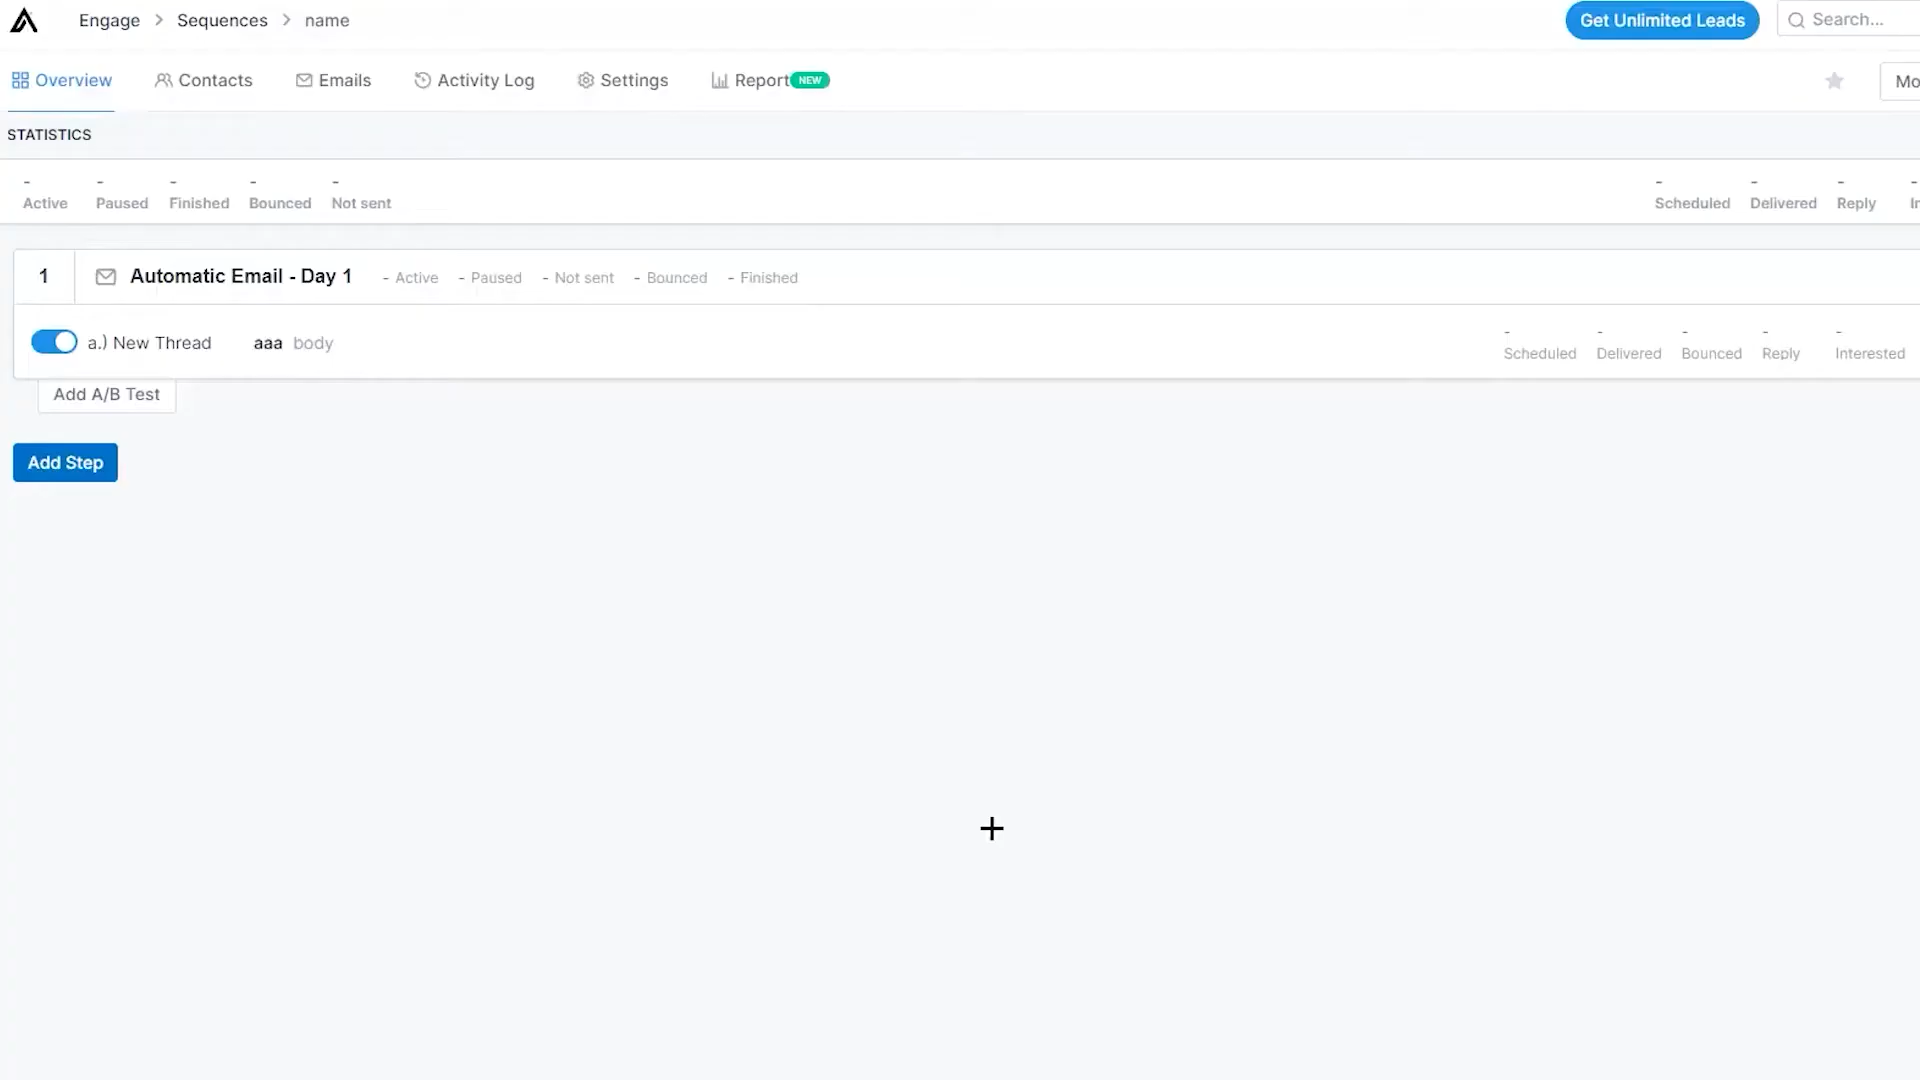 Engage > Sequences > name
Get Unlimited Leads
Search...
Overview Contacts Emails Activity Log Settings Report NEW
STATISTICS
- - - - -
Active Paused Finished Bounced Not sent
- - - -
Scheduled Delivered Reply
1 Automatic Email - Day 1 - Active - Paused - Not sent - Bounced - Finished
a.) New Thread aaa body
- - - - -
Scheduled Delivered Bounced Reply Interested
Add A/B Test
Add Step